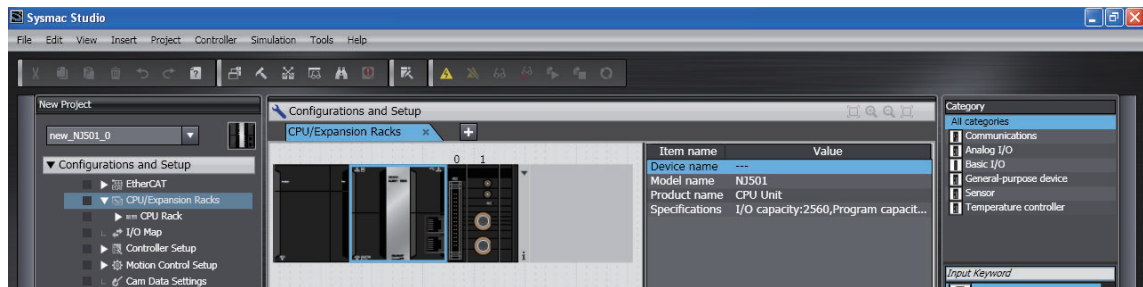 Sysmac Studio
File Edit View Insert Project Controller Simulation Tools Help
New Project
new_NJ501_0
Configurations and Setup
EtherCAT
CPU/Expansion Racks
CPU Rack
I/O Map
Controller Setup
Motion Control Setup
Cam Data Settings
Configurations and Setup
CPU/Expansion Racks
0 1
Item name Value
Device name ---
Model name NJ501
Product name CPU Unit
Specifications I/O capacity:2560,Program capacit...
Category
All categories
Communications
Analog I/O
Basic I/O
General-purpose device
Sensor
Temperature controller
Input Keyword